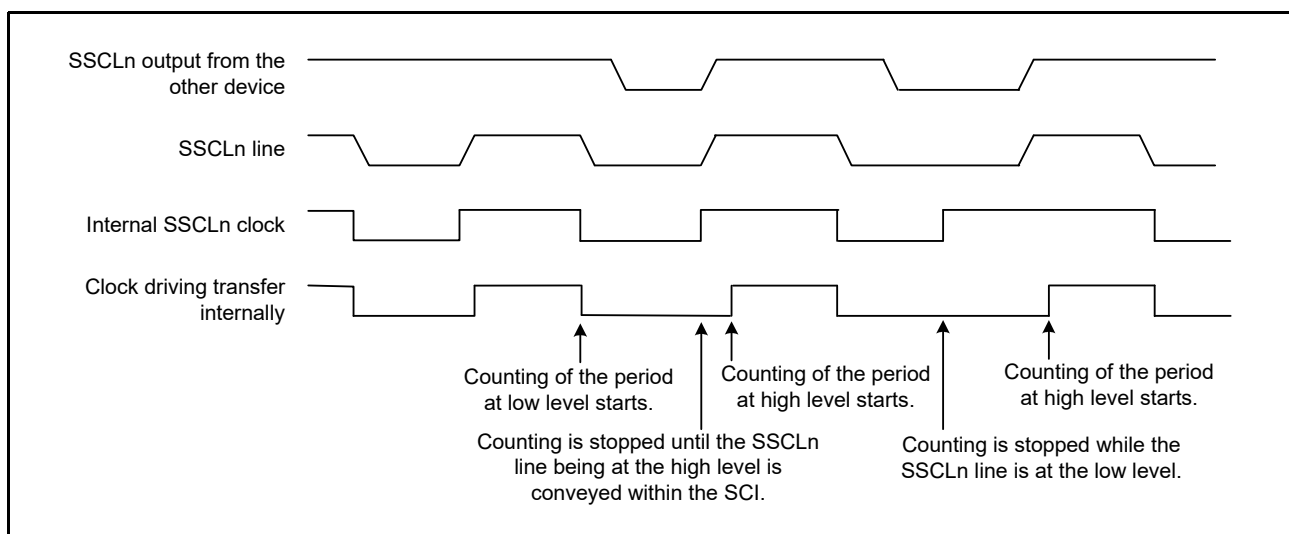 SSCLn output from the
other device
SSCLn line
Internal SSCLn clock
Clock driving transfer
internally
Counting of the period
at low level starts.
Counting of the period
at high level starts.
Counting of the period
at high level starts.
Counting is stopped until the SSCLn
line being at the high level is
conveyed within the SCI.
Counting is stopped while the
SSCLn line is at the low level.